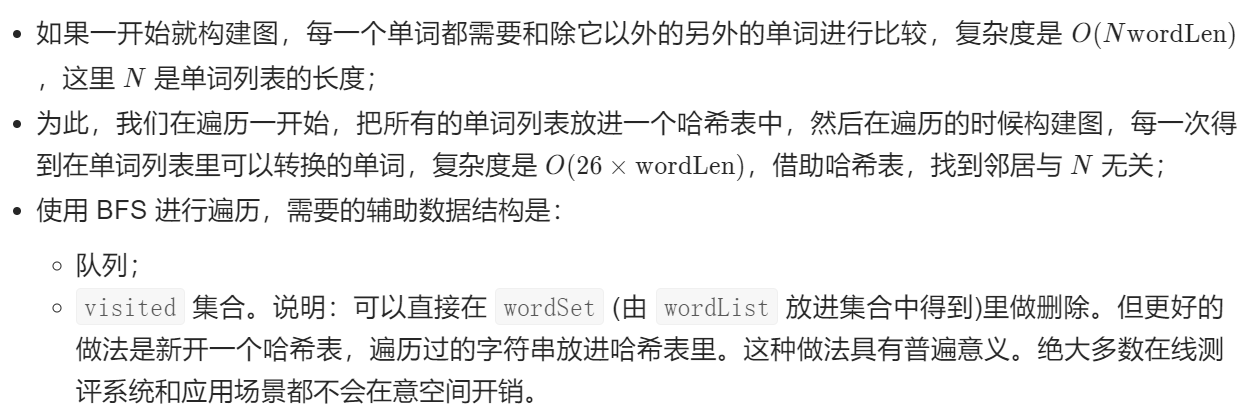 • 如果一开始就构建图，每一个单词都需要和除它以外的另外的单词进行比较，复杂度是 O(NwordLen)
，这里 N 是单词列表的长度；
• 为此，我们在遍历一开始，把所有的单词列表放进一个哈希表中，然后在遍历的时候构建图，每一次得
到在单词列表里可以转换的单词，复杂度是 O(26 × wordLen)，借助哈希表，找到邻居与 N 无关；
• 使用 BFS 进行遍历，需要的辅助数据结构是：
◦ 队列；
◦ visited 集合。说明：可以直接在 wordSet (由 wordList 放进集合中得到)里做删除。但更好的
做法是新开一个哈希表，遍历过的字符串放进哈希表里。这种做法具有普遍意义。绝大多数在线测
评系统和应用场景都不会在意空间开销。